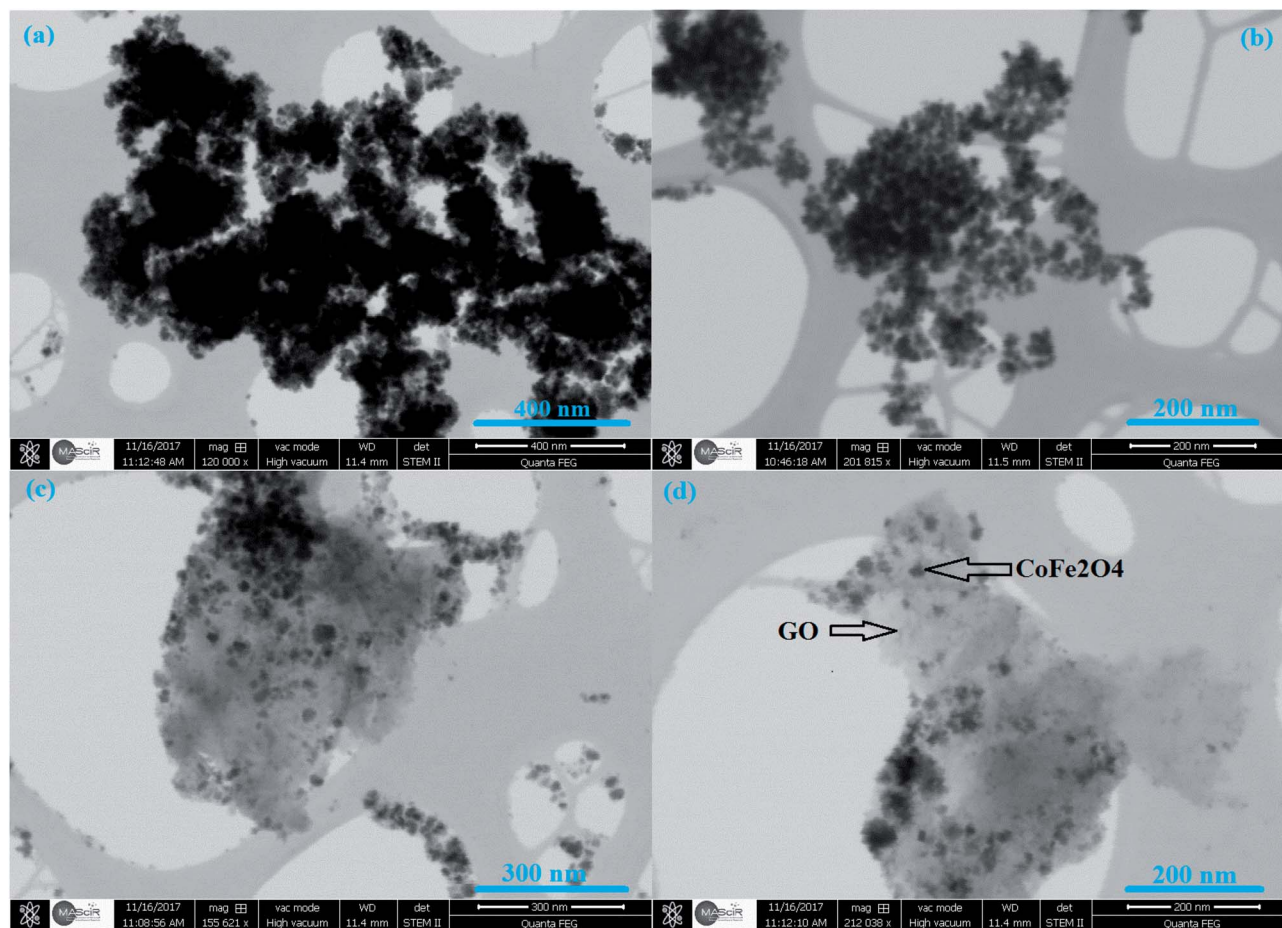 (a)
400 nm
MAScIR
11/16/2017 mag vac mode WD det 400 nm
11:12:48 AM 120 000 x High vacuum 11.4 mm STEM II Quanta FEG
(b)
200 nm
MAScIR
11/16/2017 mag vac mode WD det 200 nm
10:46:18 AM 201 815 x High vacuum 11.5 mm STEM II Quanta FEG
(c)
300 nm
MAScIR
11/16/2017 mag vac mode WD det 300 nm
11:08:56 AM 155 621 x High vacuum 11.4 mm STEM II Quanta FEG
(d)
CoFe2O4
GO
200 nm
MAScIR
11/16/2017 mag vac mode WD det 200 nm
11:12:10 AM 212 038 x High vacuum 11.4 mm STEM II Quanta FEG